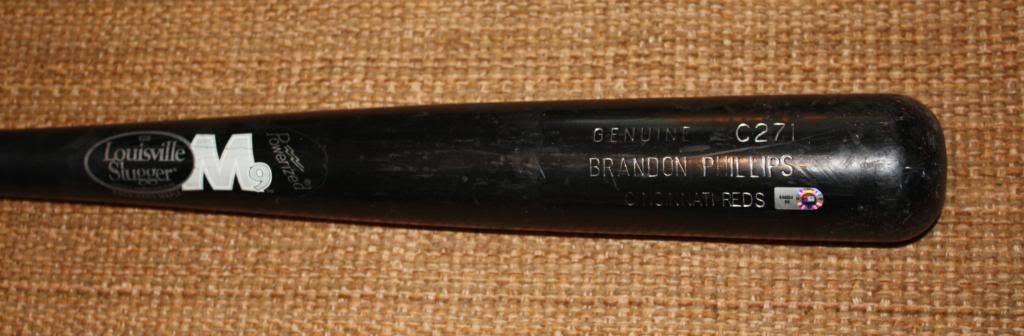 Louisville
Slugger
M9
Powerized
GENUINE C271
BRANDON PHILLIPS
CINCINNATI REDS